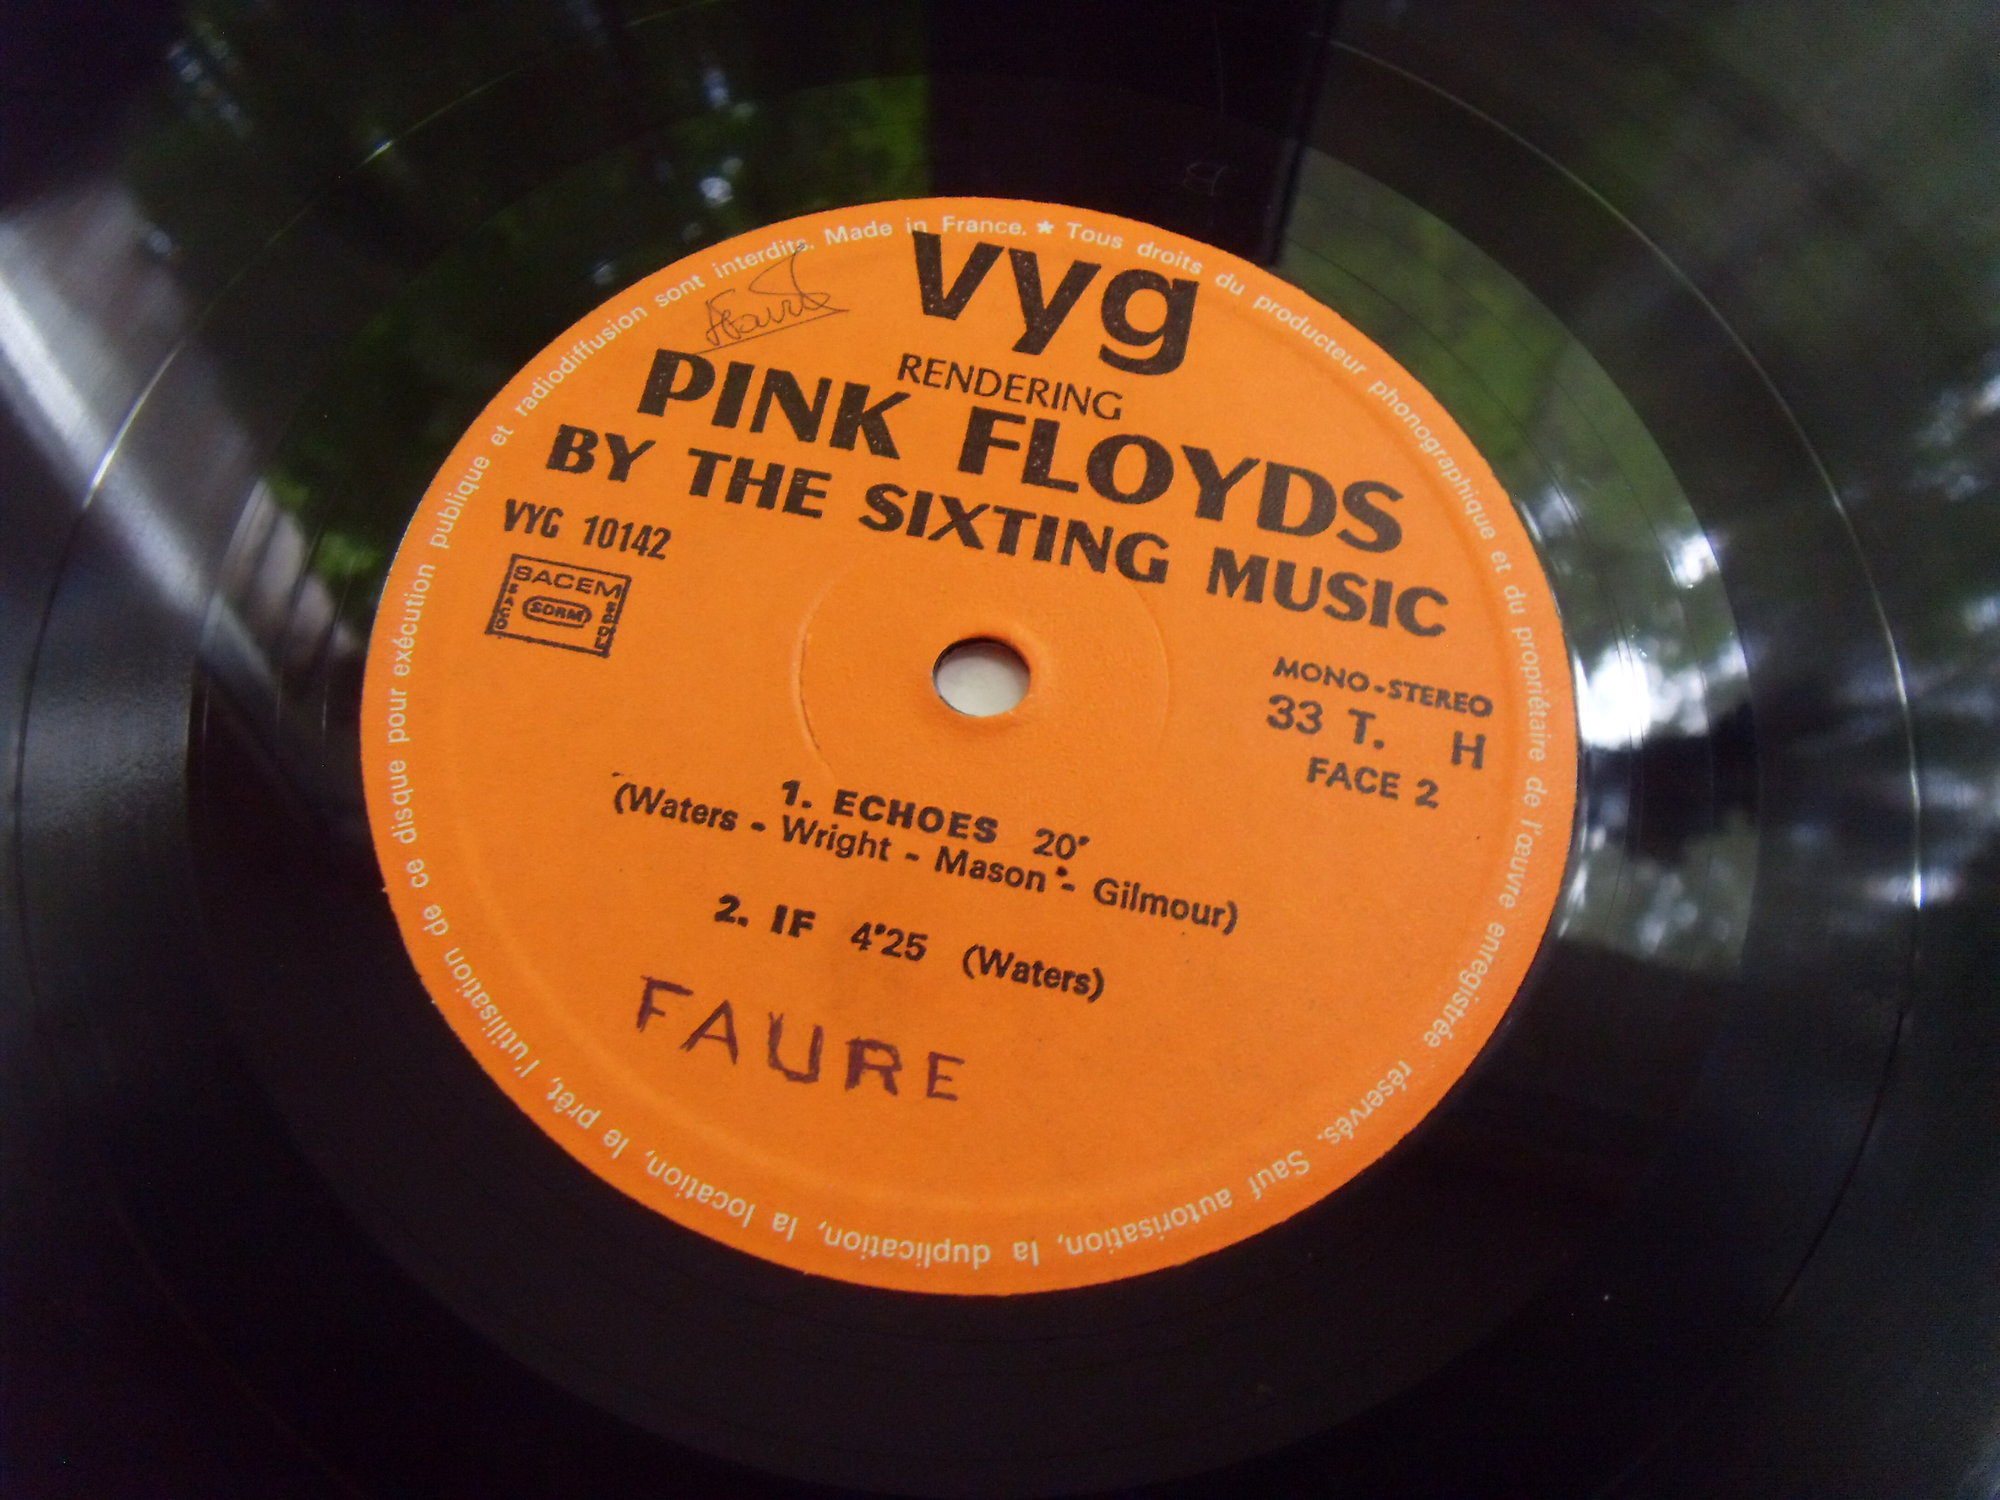 Tous droits du producteur phonographique et du propriétaire de l'œuvre enregistrée réservés. Sauf autorisation, la duplication, la location, le prêt, l'utilisation de ce disque pour exécution publique et radiodiffusion sont interdits. Made in France. ★
vyg
RENDERING
PINK FLOYDS
BY THE SIXTING MUSIC
VYG 10142
SACEM
SACD
SDRM
SGDL
MONO-STEREO
33 T. H
FACE 2
1. ECHOES 20'
(Waters - Wright - Mason - Gilmour)
2. IF 4'25 (Waters)
FAURE